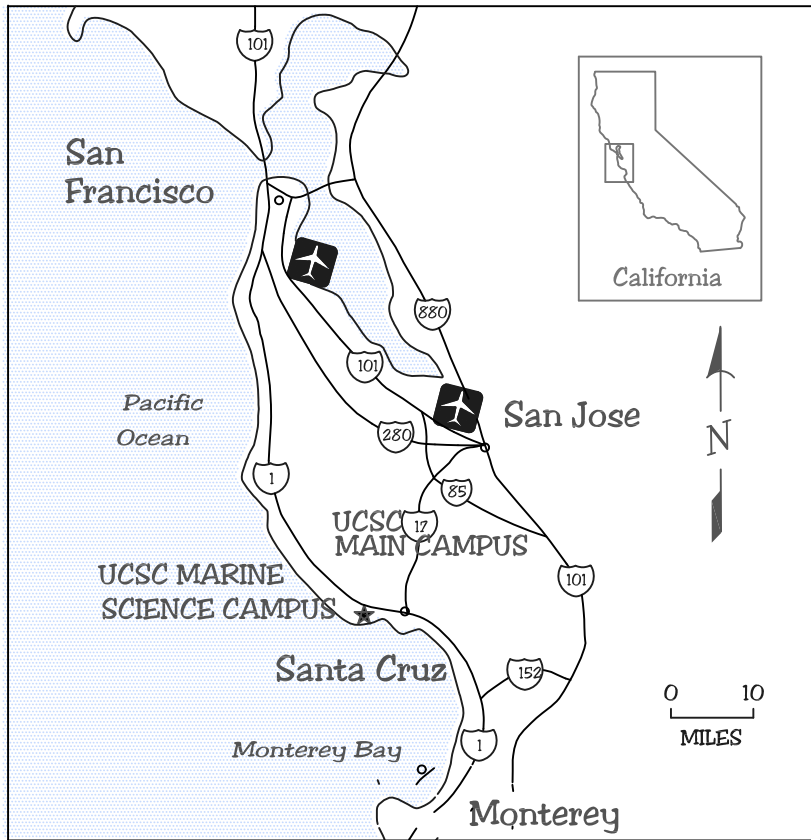 101
San
Francisco
California
880
101
Pacific
Ocean
San Jose
N
280
1
85
17
UCSC
MAIN CAMPUS
UCSC MARINE
SCIENCE CAMPUS
101
Santa Cruz
152
0 10
MILES
Monterey Bay
1
Monterey